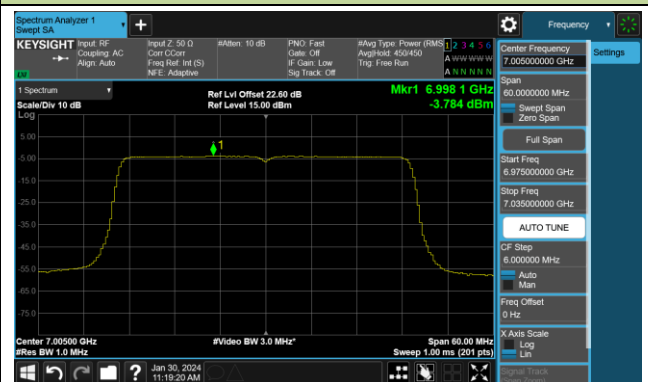 Spectrum Analyzer 1
Swept SA
Frequency
KEYSIGHT
Input: RF
Coupling: AC
Align: Auto
Input Z: 50 Ω
Corr CCorr
Freq Ref: Int (S)
NFE: Adaptive
#Atten: 10 dB
PNO: Fast
Gate: Off
IF Gain: Low
Sig Track: Off
#Avg Type: Power (RMS
Avg|Hold: 450/450
Trig: Free Run
1 2 3 4 5 6
A W W W W W
A N N N N N
LXI
1 Spectrum
Scale/Div 10 dB
Log
Ref Lvl Offset 22.60 dB
Ref Level 15.00 dBm
Mkr1 6.998 1 GHz
-3.784 dBm
1
5.00
-5.00
-15.0
-25.0
-35.0
-45.0
-55.0
-65.0
-75.0
Center 7.00500 GHz
#Res BW 1.0 MHz
#Video BW 3.0 MHz*
Span 60.00 MHz
Sweep 1.00 ms (201 pts)
Jan 30, 2024
11:19:20 AM
Center Frequency
7.005000000 GHz
Settings
Span
60.0000000 MHz
Swept Span
Zero Span
Full Span
Start Freq
6.975000000 GHz
Stop Freq
7.035000000 GHz
AUTO TUNE
CF Step
6.000000 MHz
Auto
Man
Freq Offset
0 Hz
X Axis Scale
Log
Lin
Signal Track